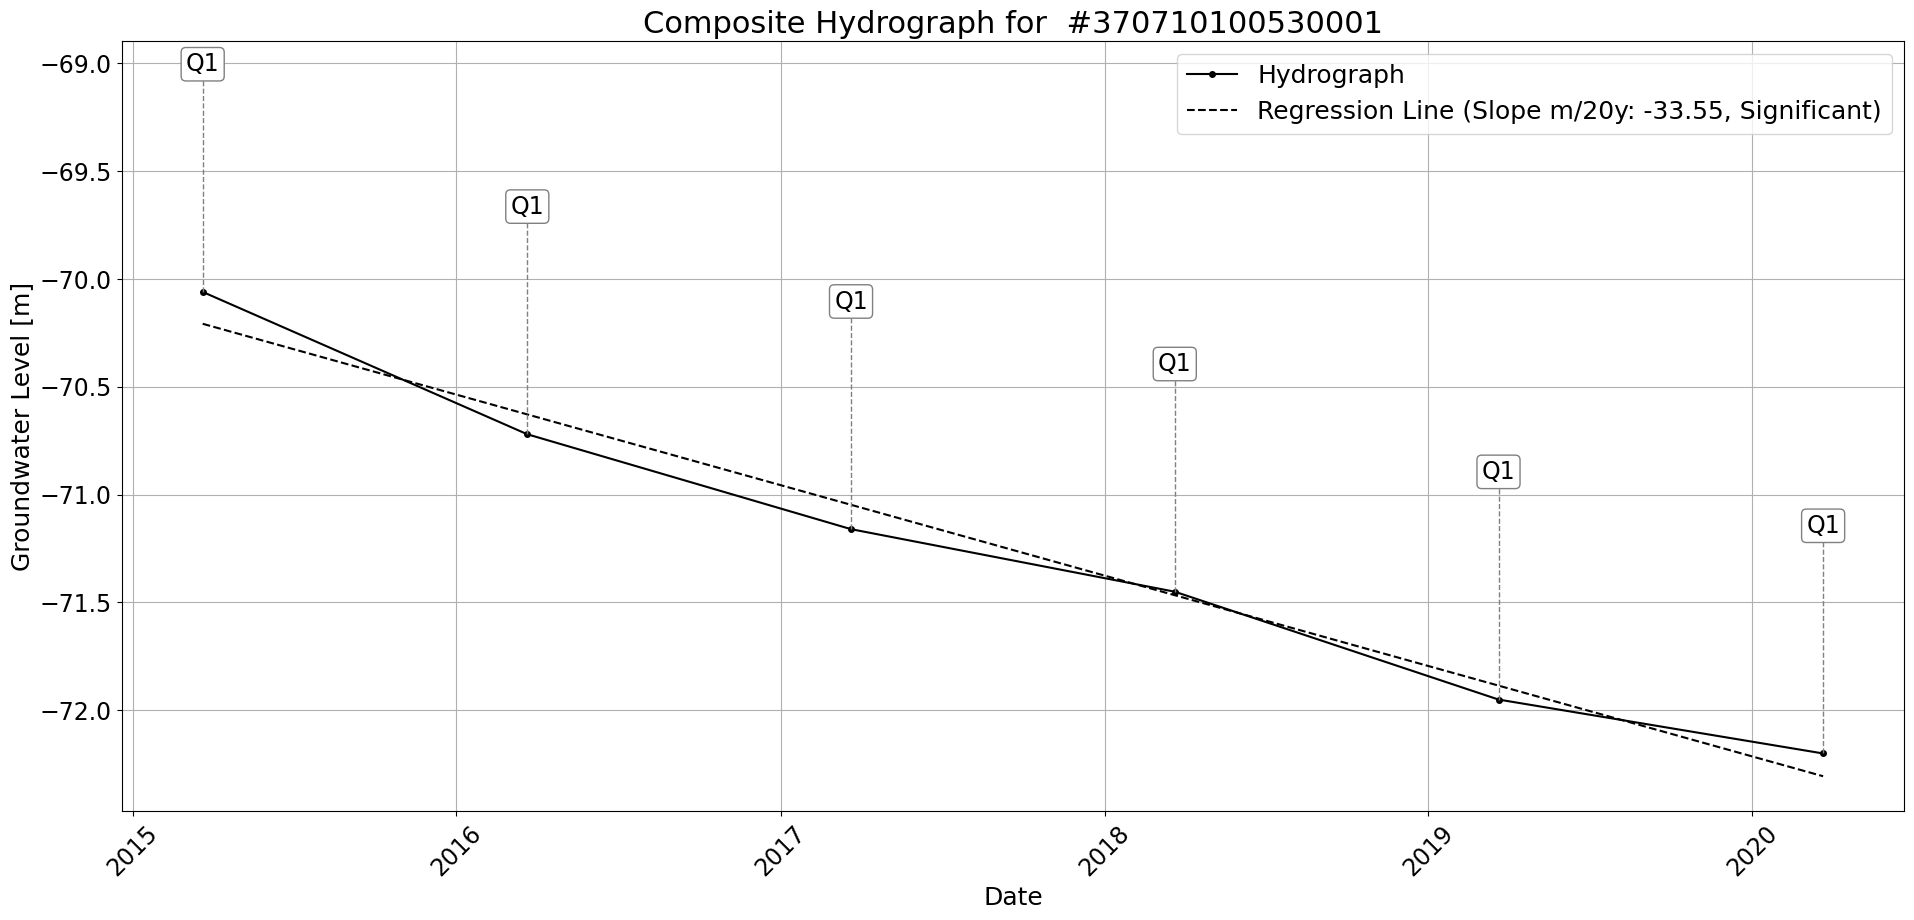 Composite Hydrograph for  #370710100530001
Hydrograph
Regression Line (Slope m/20y: -33.55, Significant)
Q1
Q1
Q1
Q1
Q1
Q1
Groundwater Level [m]
−69.0
−69.5
−70.0
−70.5
−71.0
−71.5
−72.0
2015
2016
2017
2018
2019
2020
Date